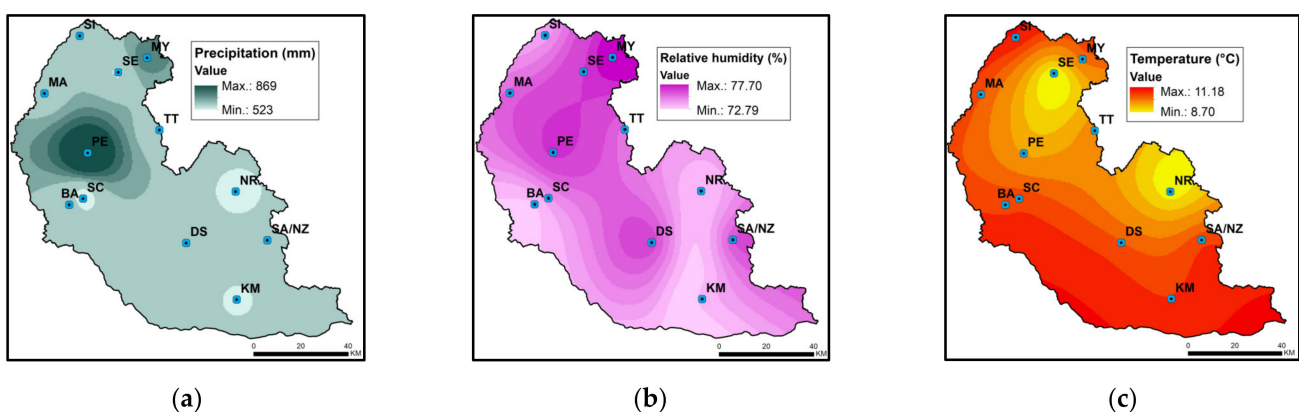 SI
MY
SE
MA
TT
PE
SC
BA
NR
DS
SA/NZ
KM
Precipitation (mm)
Value
Max.: 869
Min.: 523
0 20 40
KM
SI
MY
SE
MA
TT
PE
SC
BA
NR
DS
SA/NZ
KM
Relative humidity (%)
Value
Max.: 77.70
Min.: 72.79
0 20 40
KM
SI
MY
SE
MA
TT
PE
SC
BA
NR
DS
SA/NZ
KM
Temperature (°C)
Value
Max.: 11.18
Min.: 8.70
0 20 40
KM
(a) (b) (c)